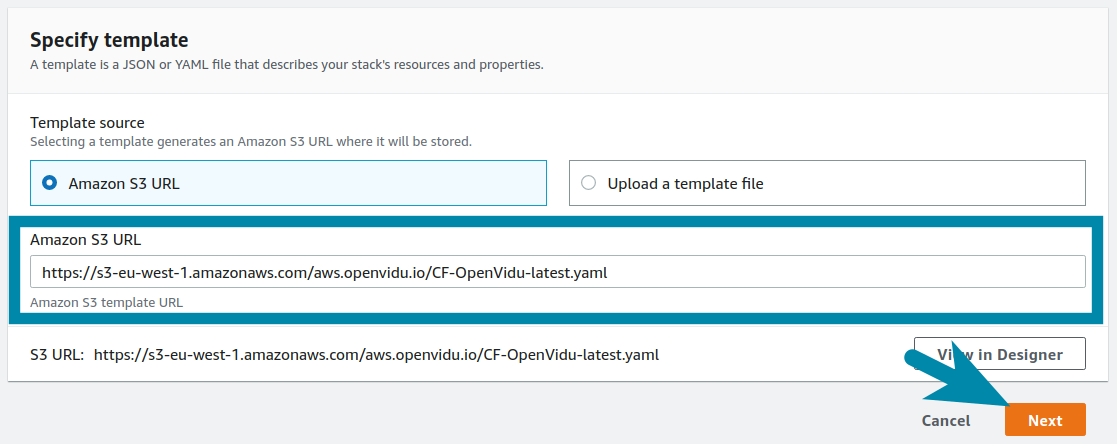 Specify template
A template is a JSON or YAML file that describes your stack's resources and properties.
Template source
Selecting a template generates an Amazon S3 URL where it will be stored.
Amazon S3 URL
Upload a template file
Amazon S3 URL
https://s3-eu-west-1.amazonaws.com/aws.openvidu.io/CF-OpenVidu-latest.yaml
Amazon S3 template URL
S3 URL: https://s3-eu-west-1.amazonaws.com/aws.openvidu.io/CF-OpenVidu-latest.yaml
View in Designer
Cancel
Next